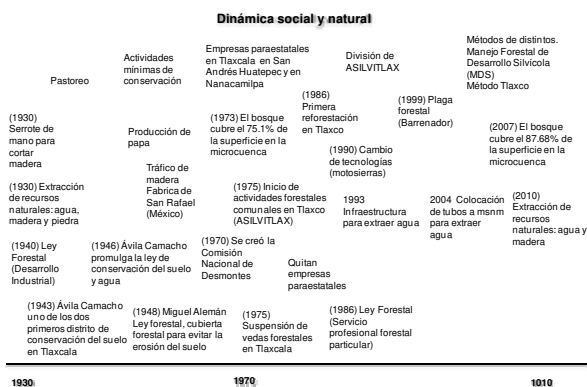 Dinámica social y natural
Pastoreo
Actividades
mínimas de
conservación
Empresas paraestatales
en Tlaxcala en San
Andrés Huatepec y en
Nanacamilpa
División de
ASILVITLAX
Métodos de distintos.
Manejo Forestal de
Desarrollo Silvícola
(MDS)
Método Tlaxco
(1930)
Serrote de
mano para
cortar
madera
Producción de
papa
(1973) El bosque
cubre el 75.1% de
la superficie en la
microcuenca
(1986)
Primera
reforestación
en Tlaxco
(1999) Plaga
forestal
(Barrenador)
(2007) El bosque
cubre el 87.68% de
la superficie en la
microcuenca
(1990) Cambio
de tecnologías
(motosierras)
(1930) Extracción
de recursos
naturales: agua,
madera y piedra
Tráfico de
madera
Fabrica de
San Rafael
(México)
(1975) Inicio de
actividades forestales
comunales en Tlaxco
(ASILVITLAX)
1993
Infraestructura
para extraer agua
2004 Colocación
de tubos a msnm
para extraer
agua
(2010)
Extracción de
recursos
naturales: agua y
madera
(1940) Ley
Forestal
(Desarrollo
Industrial)
(1946) Ávila Camacho
promulga la ley de
conservación del suelo
y agua
(1970) Se creó la
Comisión
Nacional de
Desmontes
Quitan
empresas
paraestatales
(1943) Ávila Camacho
uno de los dos
primeros distrito de
conservación del suelo
en Tlaxcala
(1948) Miguel Alemán
Ley forestal, cubierta
forestal para evitar la
erosión del suelo
(1975)
Suspensión de
vedas forestales
en Tlaxcala
(1986) Ley Forestal
(Servicio
profesional forestal
particular)
1930
1970
1010